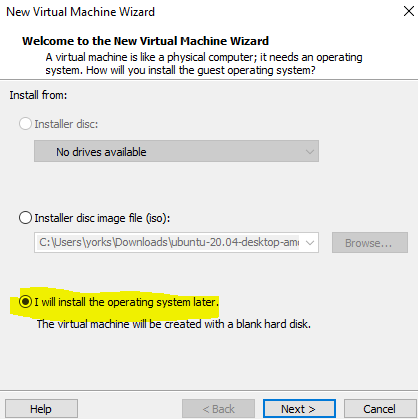 New Virtual Machine Wizard
Welcome to the New Virtual Machine Wizard
A virtual machine is like a physical computer; it needs an operating
system. How will you install the guest operating system?
Install from:
Installer disc:
No drives available
Installer disc image file (iso):
C:\Users\yorks\Downloads\ubuntu-20.04-desktop-am
Browse...
I will install the operating system later.
The virtual machine will be created with a blank hard disk.
Help
< Back
Next >
Cancel